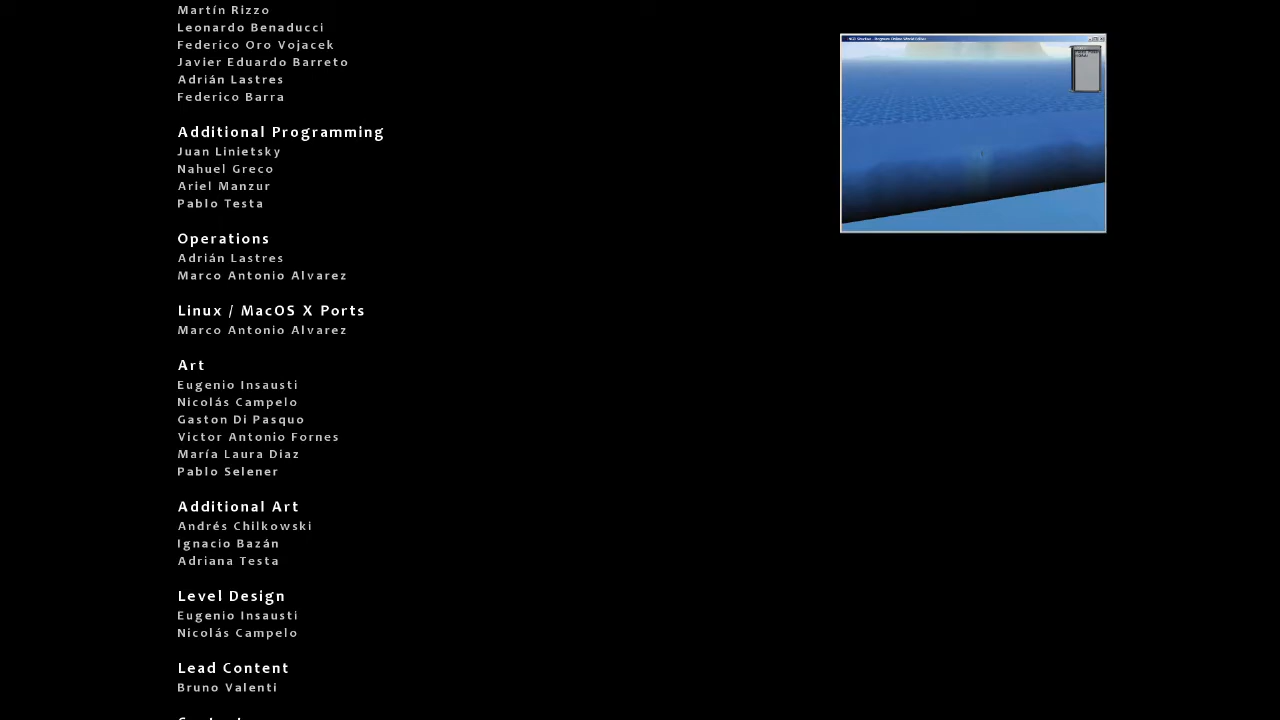 Martín Rizzo
Leonardo Benaducci
Federico Oro Vojacek
Javier Eduardo Barreto
Adrián Lastres
Federico Barra
Additional Programming
Juan Linietsky
Nahuel Greco
Ariel Manzur
Pablo Testa
Operations
Adrián Lastres
Marco Antonio Alvarez
Linux / MacOS X Ports
Marco Antonio Alvarez
Art
Eugenio Insausti
Nicolás Campelo
Gaston Di Pasquo
Victor Antonio Fornes
María Laura Diaz
Pablo Selener
Additional Art
Andrés Chilkowski
Ignacio Bazán
Adriana Testa
Level Design
Eugenio Insausti
Nicolás Campelo
Lead Content
Bruno Valenti